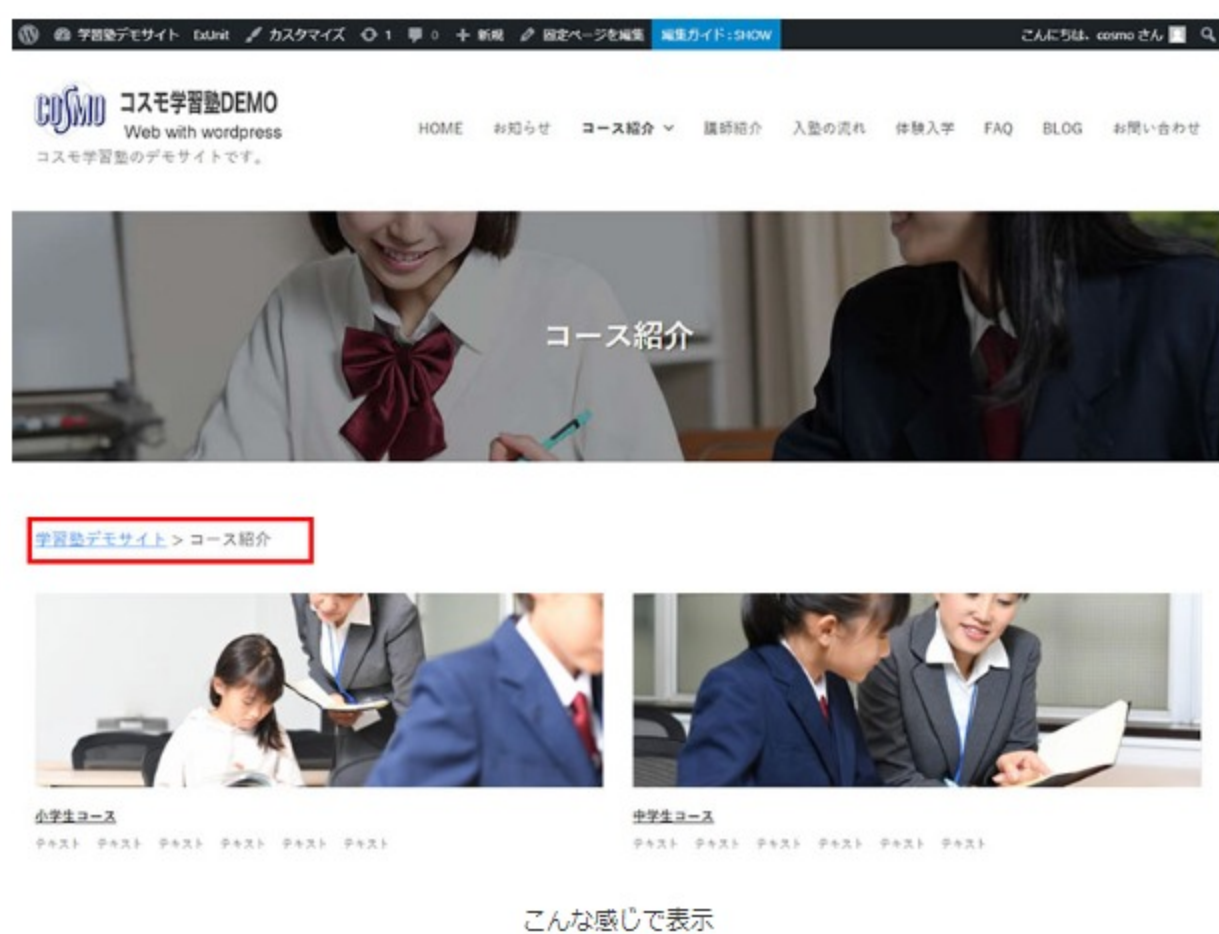 学習塾デモサイト ExUnit カスタマイズ 1 0 新規 固定ページを編集 編集ガイド : SHOW こんにちは、cosmo さん
COSMO コスモ学習塾DEMO
Web with wordpress
コスモ学習塾のデモサイトです。
HOME お知らせ コース紹介 講師紹介 入塾の流れ 体験入学 FAQ BLOG お問い合わせ
コース紹介
学習塾デモサイト > コース紹介
小学生コース
テキスト テキスト テキスト テキスト テキスト テキスト
中学生コース
テキスト テキスト テキスト テキスト テキスト テキスト
こんな感じで表示